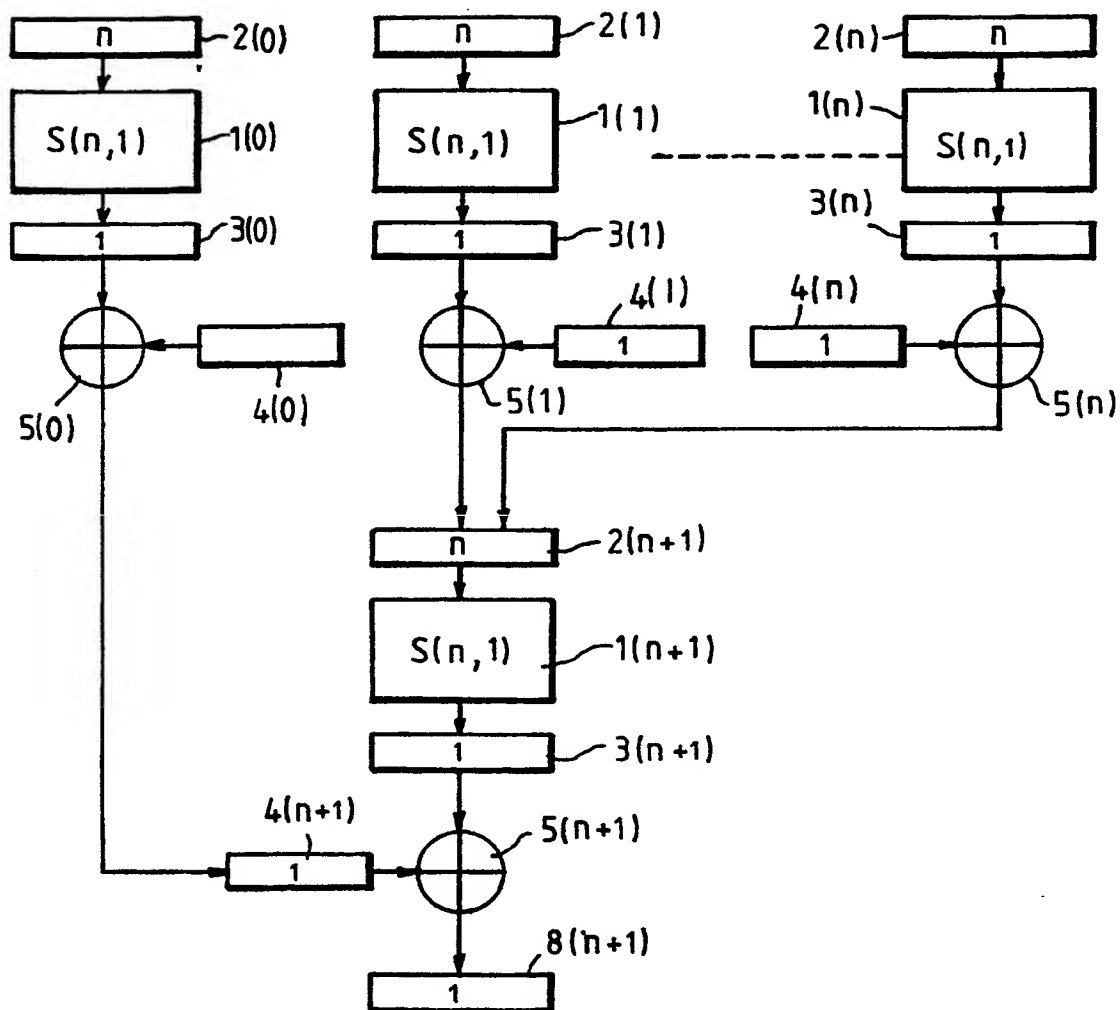 n 2(0) n 2(1) 2(n) n
S(n,1) 1(0) S(n,1) 1(1) 1(n) S(n,1)
1 3(0) 1 3(1) 3(n) 1
4(1) 4(n)
1 1
5(0) 4(0) 5(1) 5(n)
n 2(n+1)
S(n,1) 1(n+1)
1 3(n+1)
4(n+1) 5(n+1)
1
8(n+1)
1